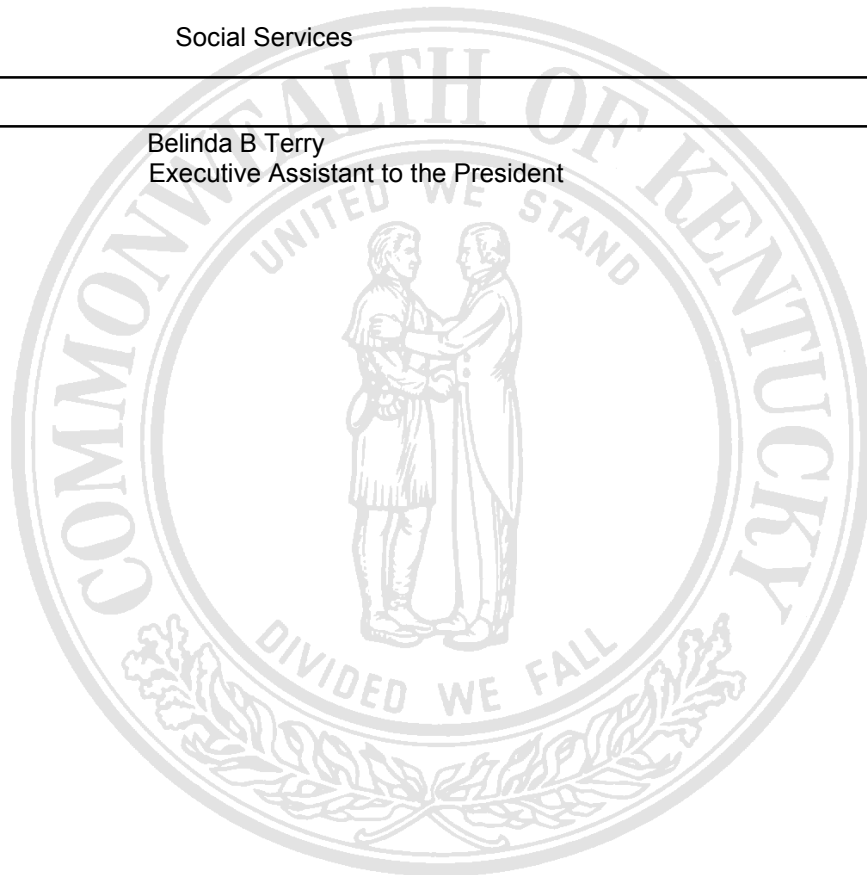 Social Services
Belinda B Terry
Executive Assistant to the President
COMMONWEALTH OF KENTUCKY
UNITED WE STAND
DIVIDED WE FALL